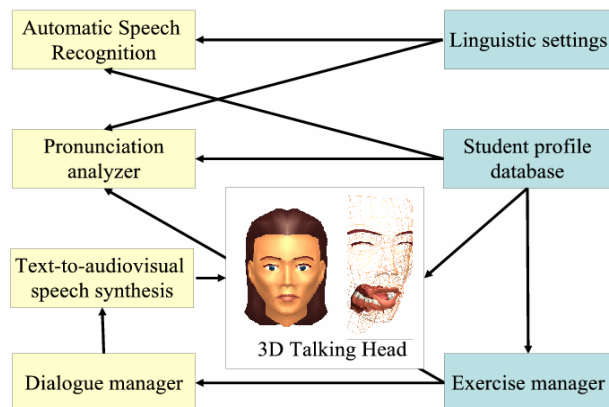 Automatic Speech
Recognition
Linguistic settings
Pronunciation
analyzer
Student profile
database
Text-to-audiovisual
speech synthesis
3D Talking Head
Dialogue manager
Exercise manager